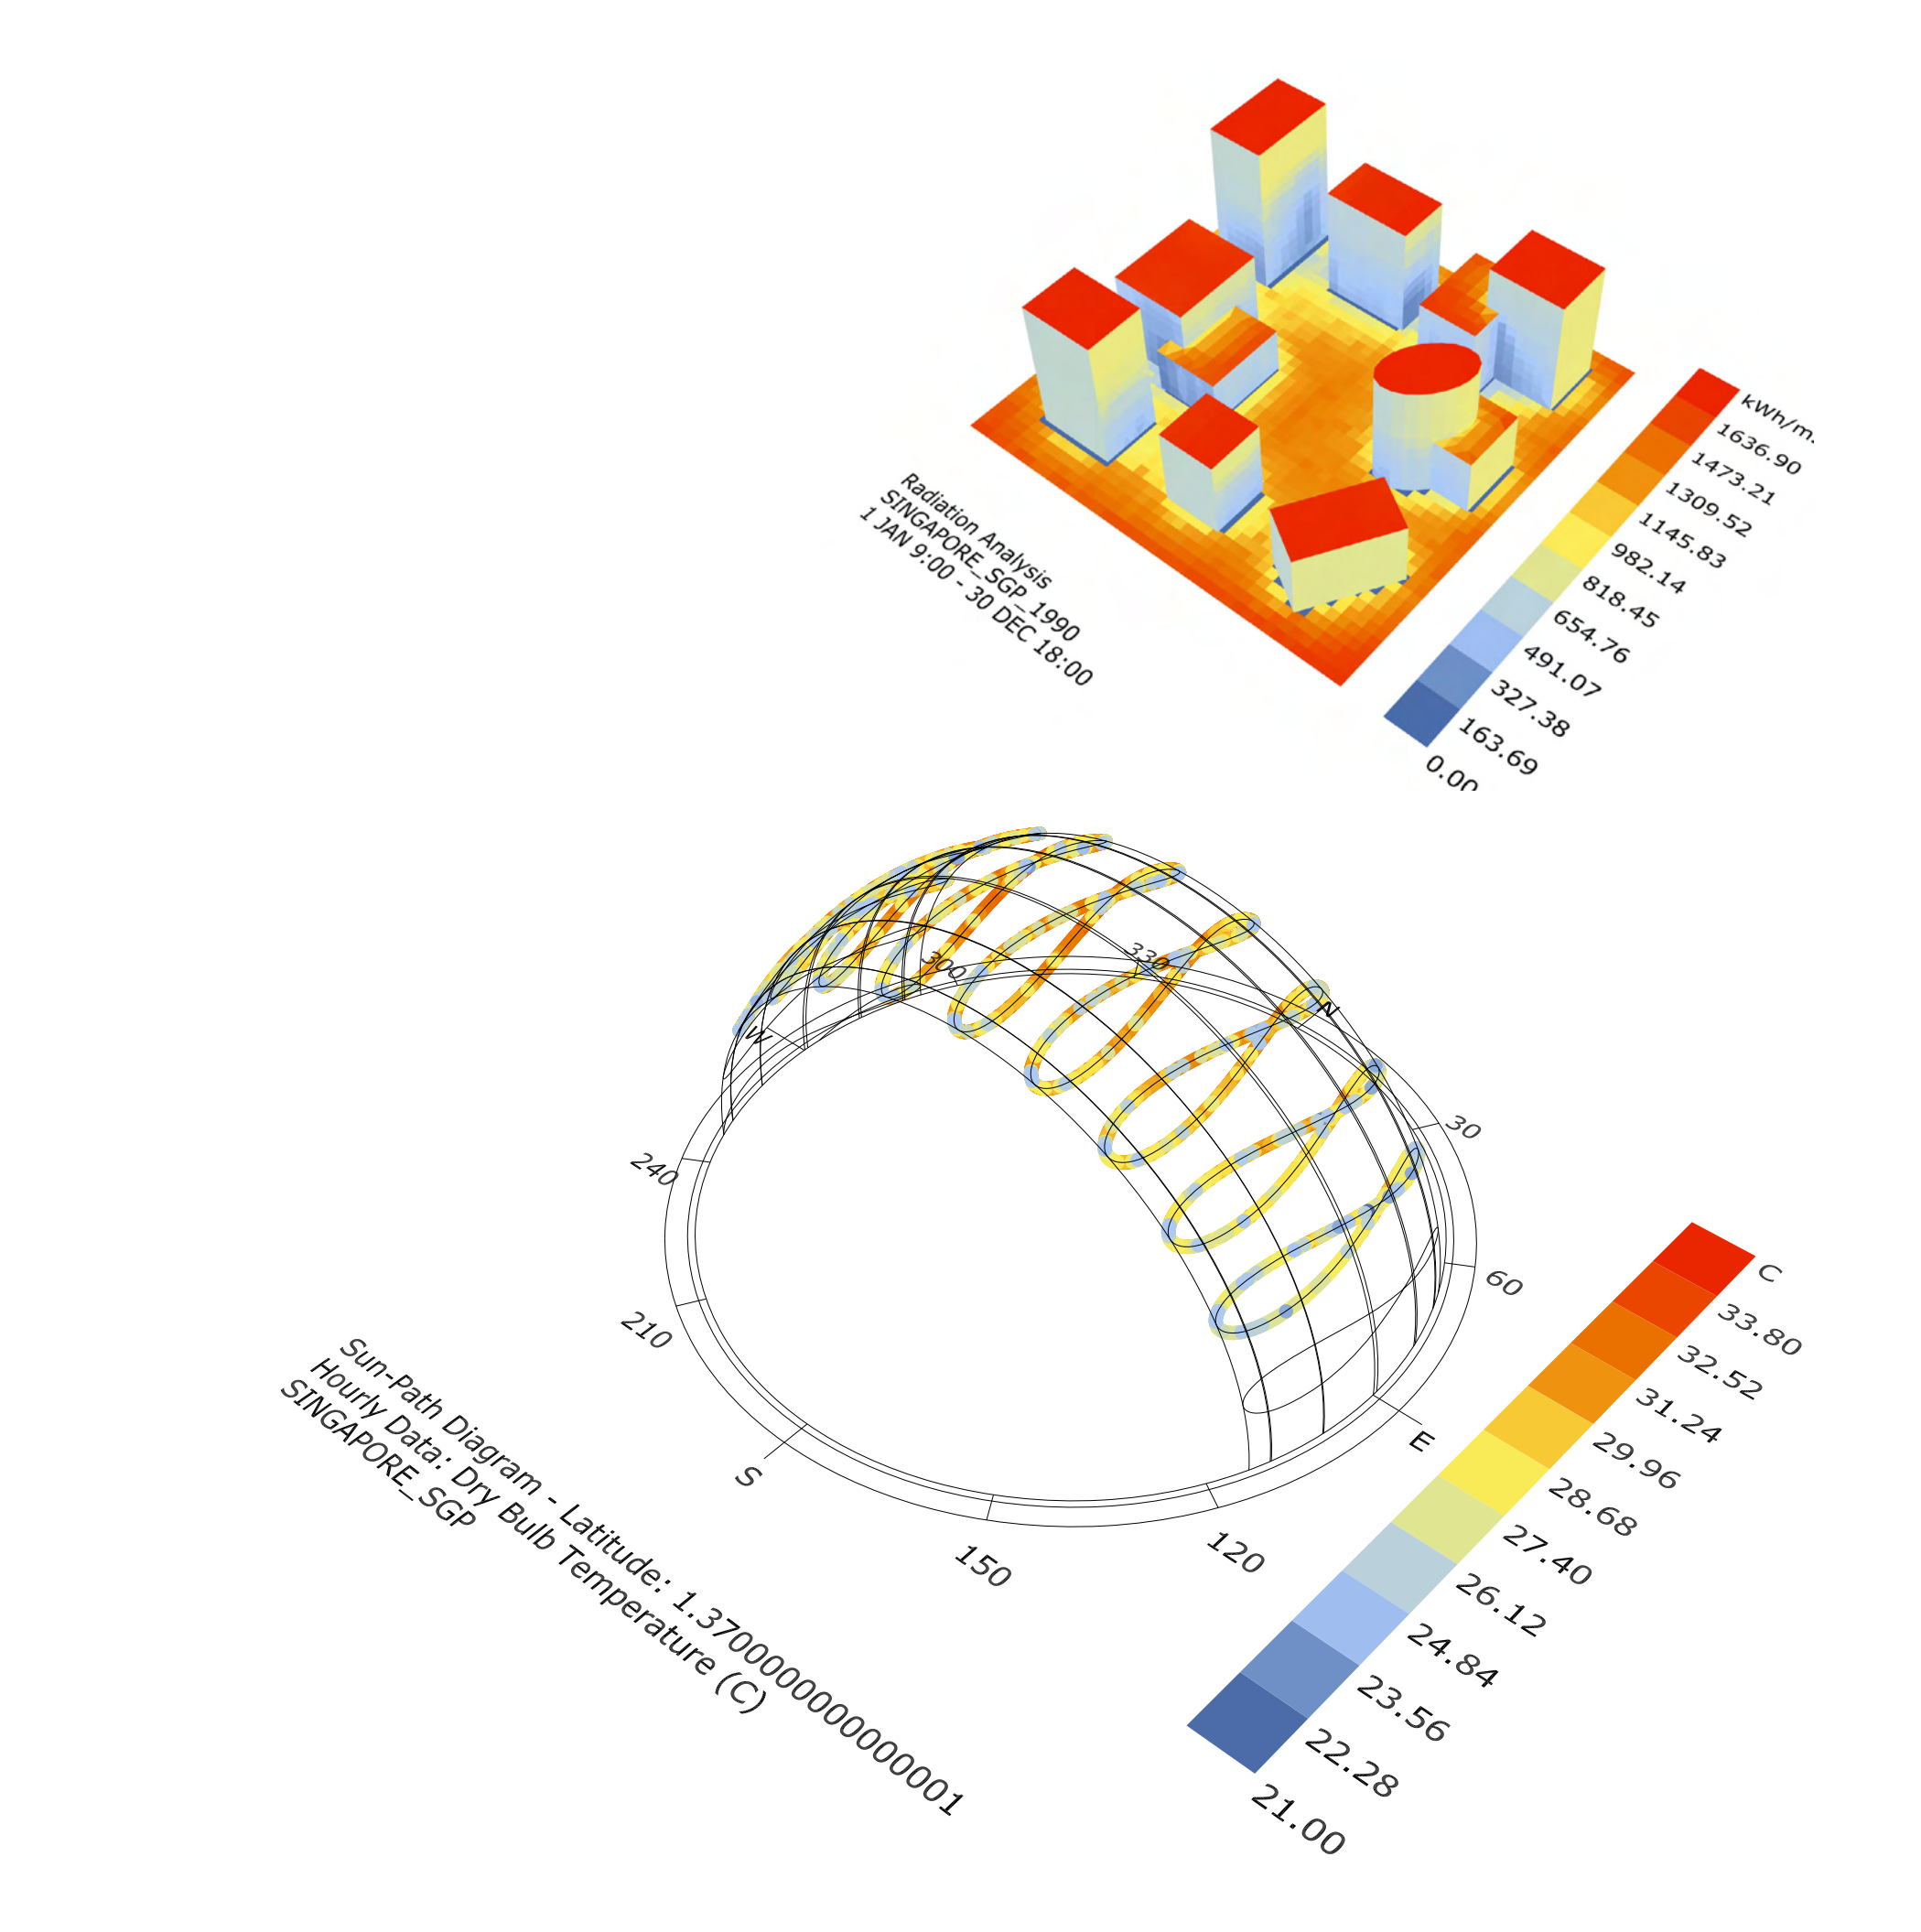 kWh/m.
1636.90
1473.21
1309.52
1145.83
982.14
818.45
654.76
491.07
327.38
163.69
0.00
Radiation Analysis
SINGAPORE_SGP_1990
1 JAN 9:00 - 30 DEC 18:00
300
330
N
W
30
240
60
210
E
S
120
150
C
33.80
32.52
31.24
29.96
28.68
27.40
26.12
24.84
23.56
22.28
21.00
Sun-Path Diagram - Latitude: 1.3700000000000001
Hourly Data: Dry Bulb Temperature (C)
SINGAPORE_SGP